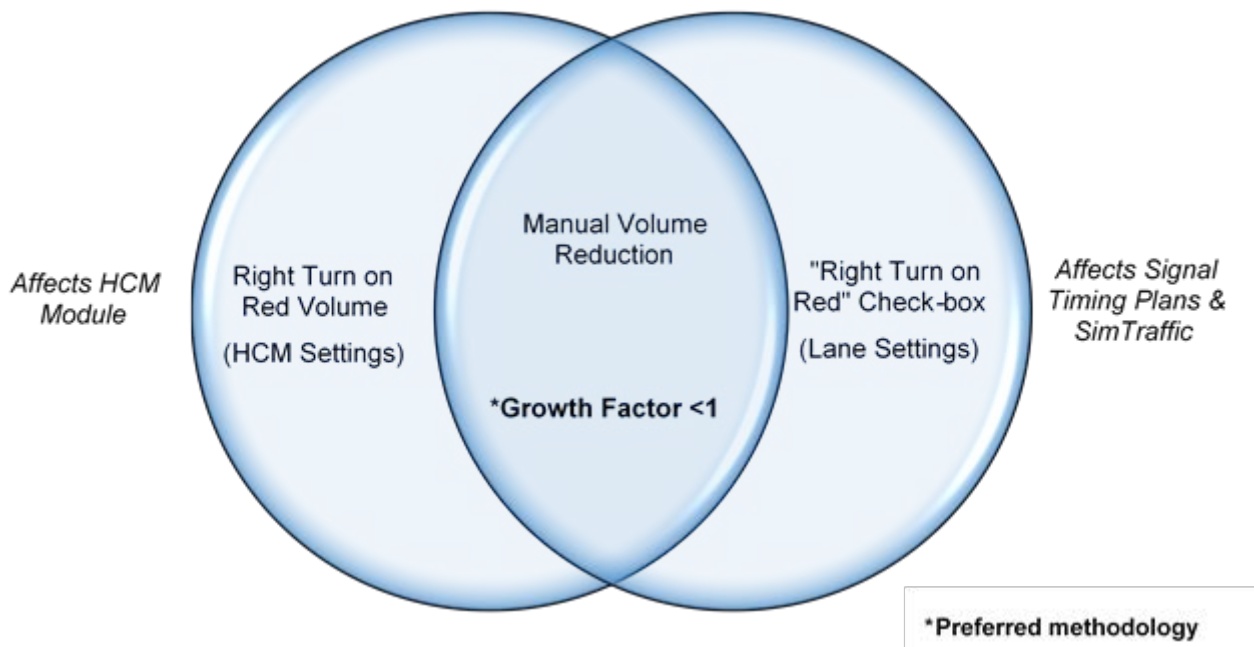 Affects HCM
Module
Right Turn on
Red Volume
(HCM Settings)
Manual Volume
Reduction
*Growth Factor <1
"Right Turn on
Red" Check-box
(Lane Settings)
Affects Signal
Timing Plans &
SimTraffic
*Preferred methodology